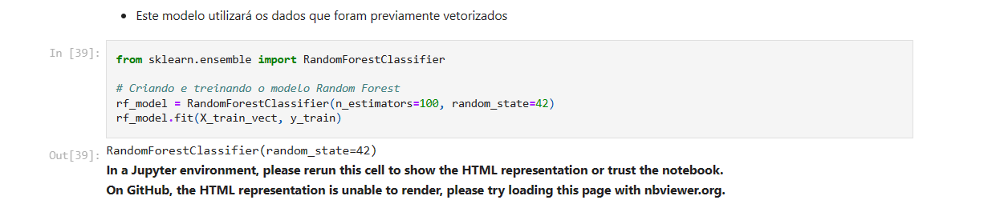 Este modelo utilizará os dados que foram previamente vetorizados
In [39]:
from sklearn.ensemble import RandomForestClassifier
# Criando e treinando o modelo Random Forest
rf_model = RandomForestClassifier(n_estimators=100, random_state=42)
rf_model.fit(X_train_vect, y_train)
Out[39]:
RandomForestClassifier(random_state=42)
In a Jupyter environment, please rerun this cell to show the HTML representation or trust the notebook.
On GitHub, the HTML representation is unable to render, please try loading this page with nbviewer.org.